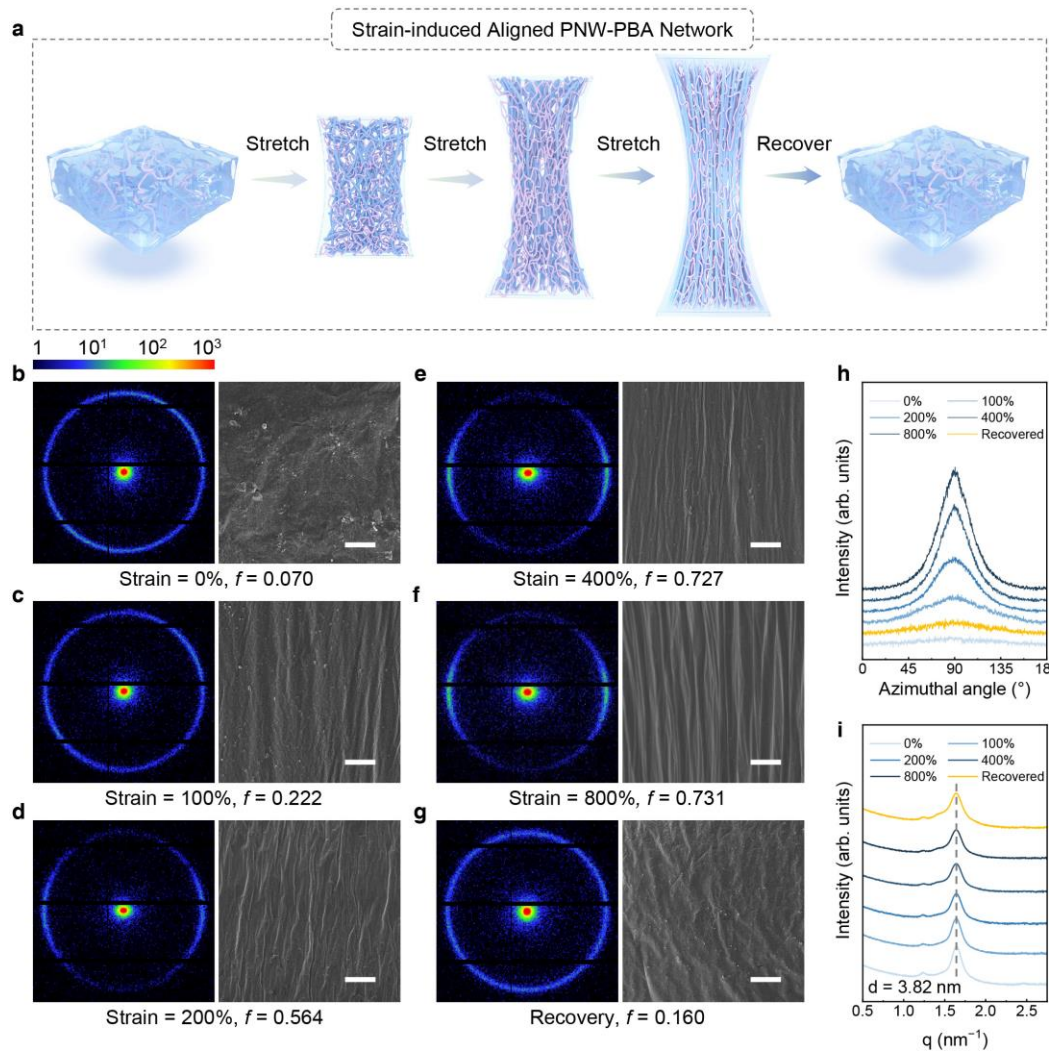 a
Strain-induced Aligned PNW-PBA Network
Stretch
Stretch
Stretch
Recover
1 10¹ 10² 10³
b
Strain = 0%, f = 0.070
c
Strain = 100%, f = 0.222
d
Strain = 200%, f = 0.564
e
Stain = 400%, f = 0.727
f
Strain = 800%, f = 0.731
g
Recovery, f = 0.160
h
0% 100%
200% 400%
800% Recovered
Intensity (arb. units)
0 45 90 135 18
Azimuthal angle (°)
i
0% 100%
200% 400%
800% Recovered
Intensity (arb. units)
d = 3.82 nm
0.5 1.0 1.5 2.0 2.5
q (nm⁻¹)